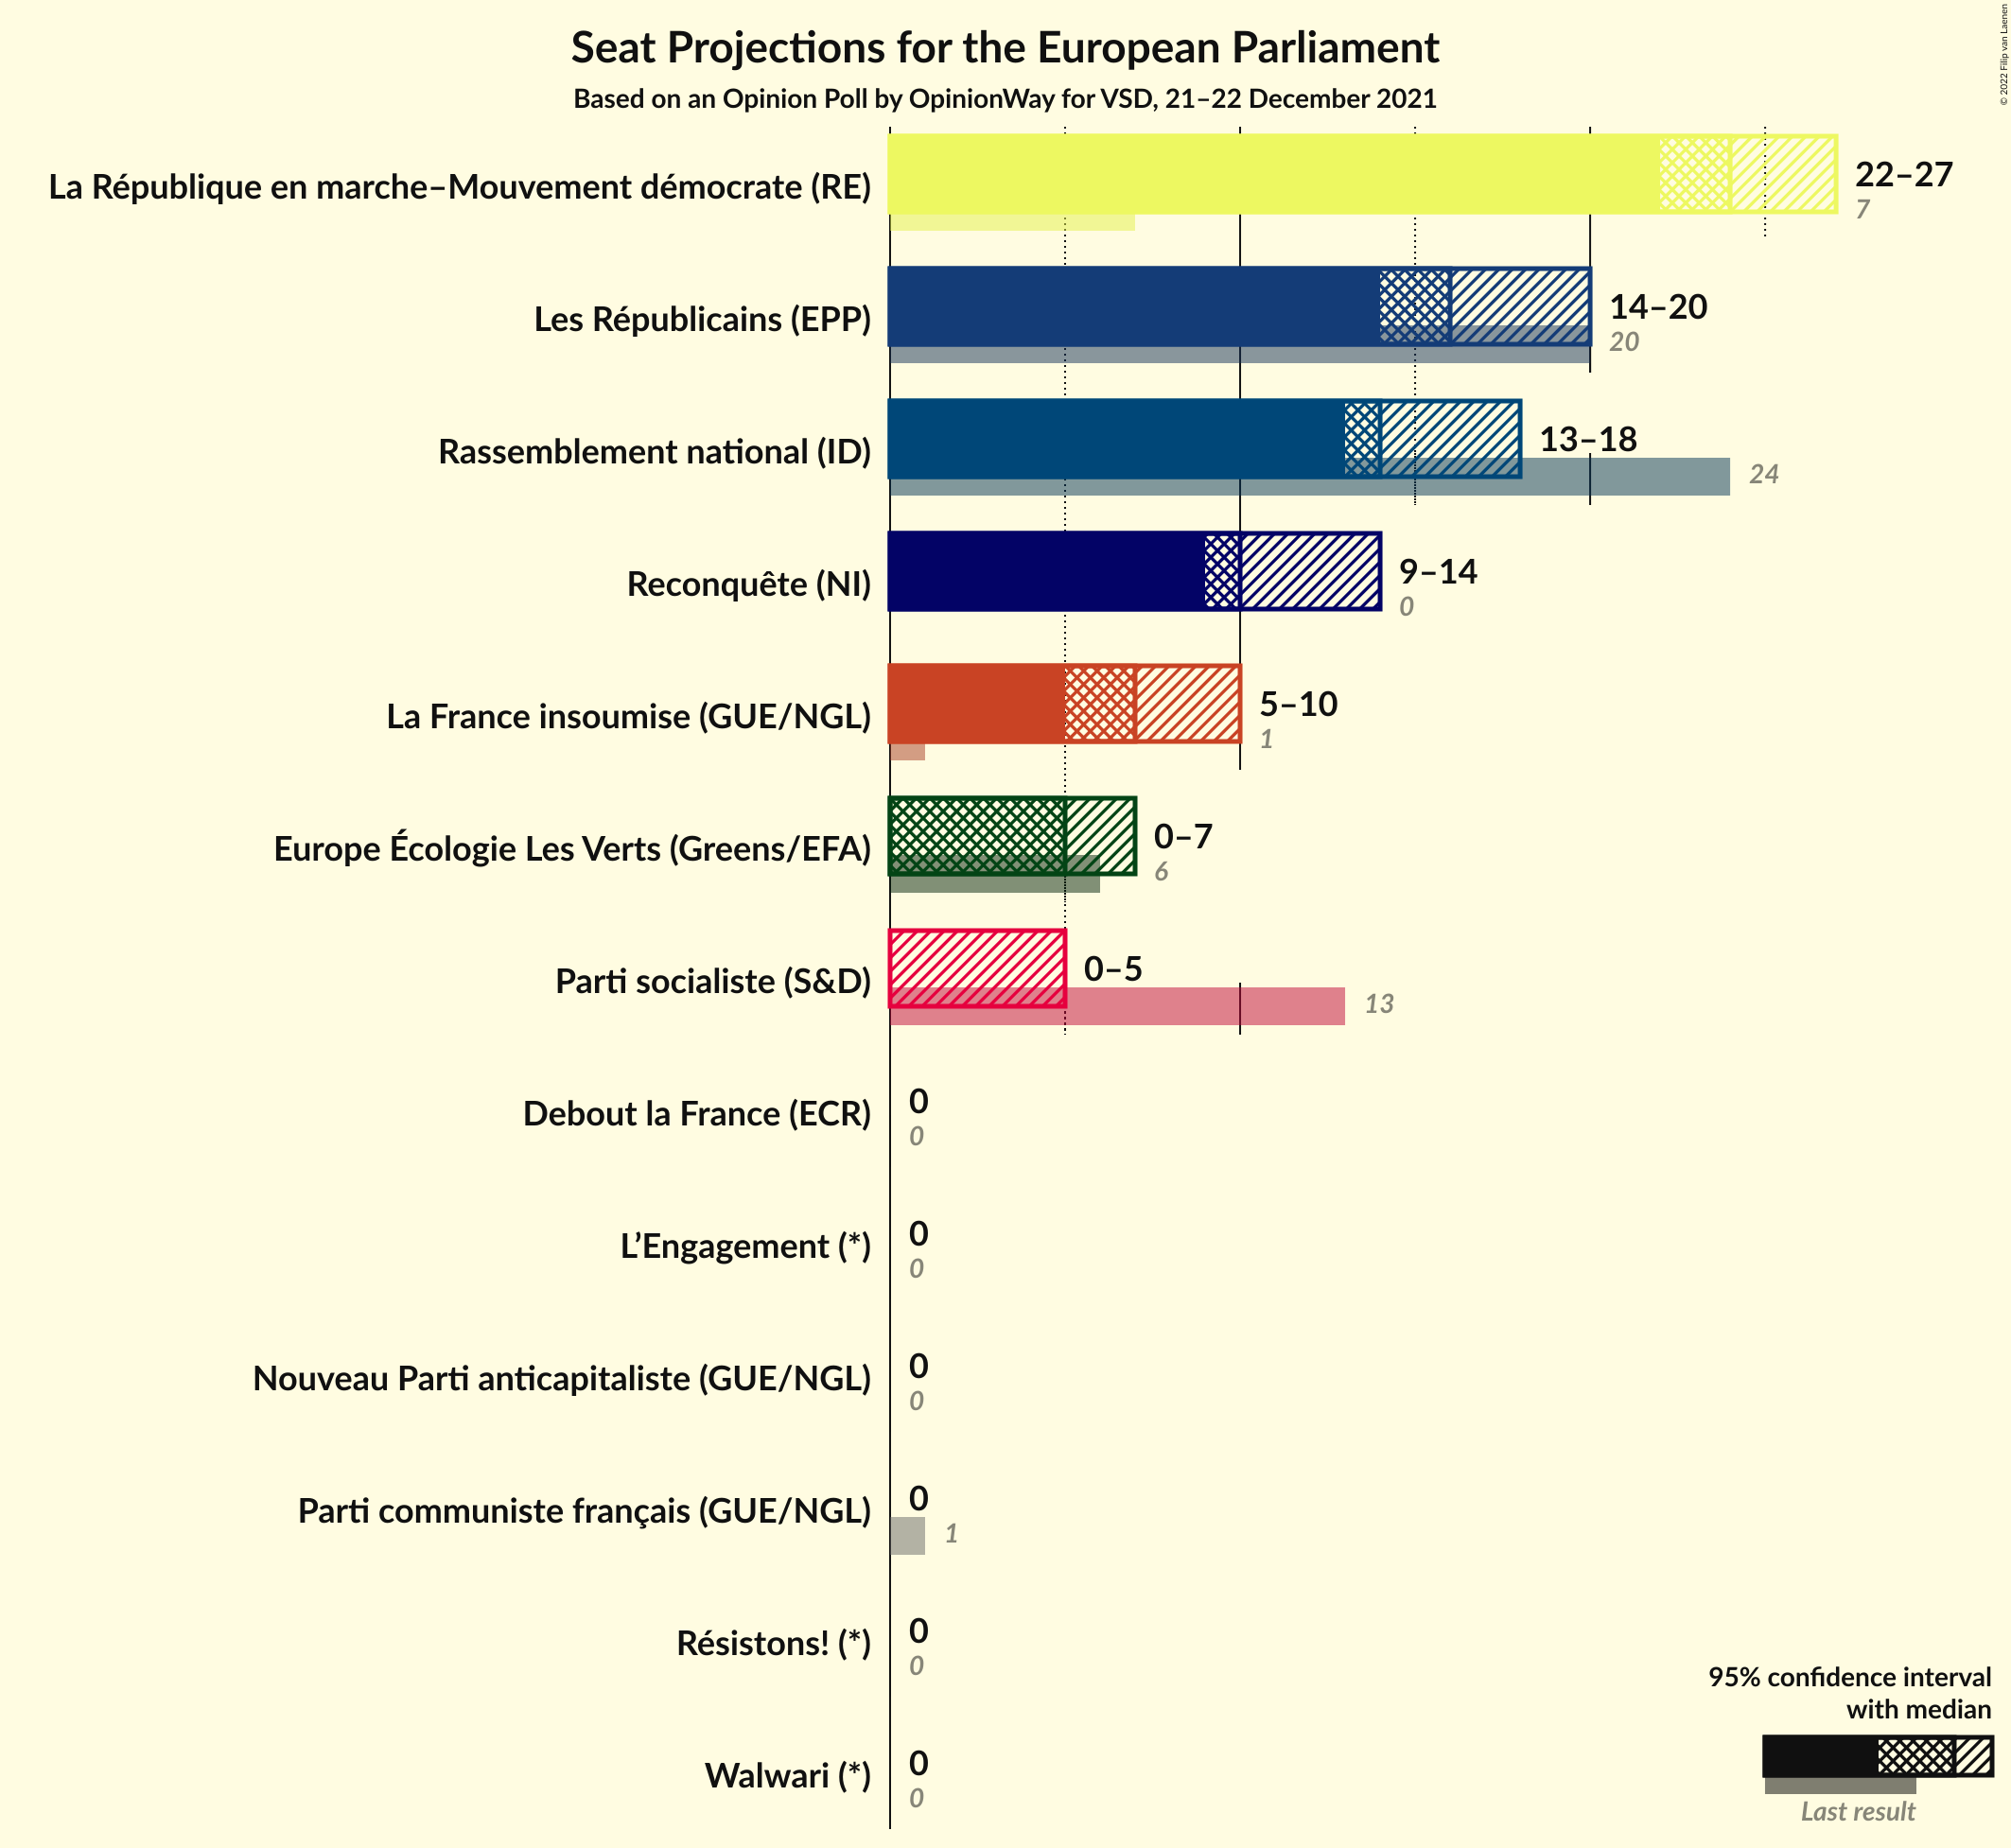 Seat Projections for the European Parliament
Based on an Opinion Poll by OpinionWay for VSD, 21–22 December 2021
© 2022 Filip van Laenen
La République en marche–Mouvement démocrate (RE)
22–27
7
Les Républicains (EPP)
14–20
20
Rassemblement national (ID)
13–18
24
Reconquête (NI)
9–14
0
La France insoumise (GUE/NGL)
5–10
1
Europe Écologie Les Verts (Greens/EFA)
0–7
6
Parti socialiste (S&D)
0–5
13
Debout la France (ECR)
0
0
L’Engagement (*)
0
0
Nouveau Parti anticapitaliste (GUE/NGL)
0
0
Parti communiste français (GUE/NGL)
0
1
Résistons! (*)
0
0
Walwari (*)
0
0
95% confidence interval
with median
Last result